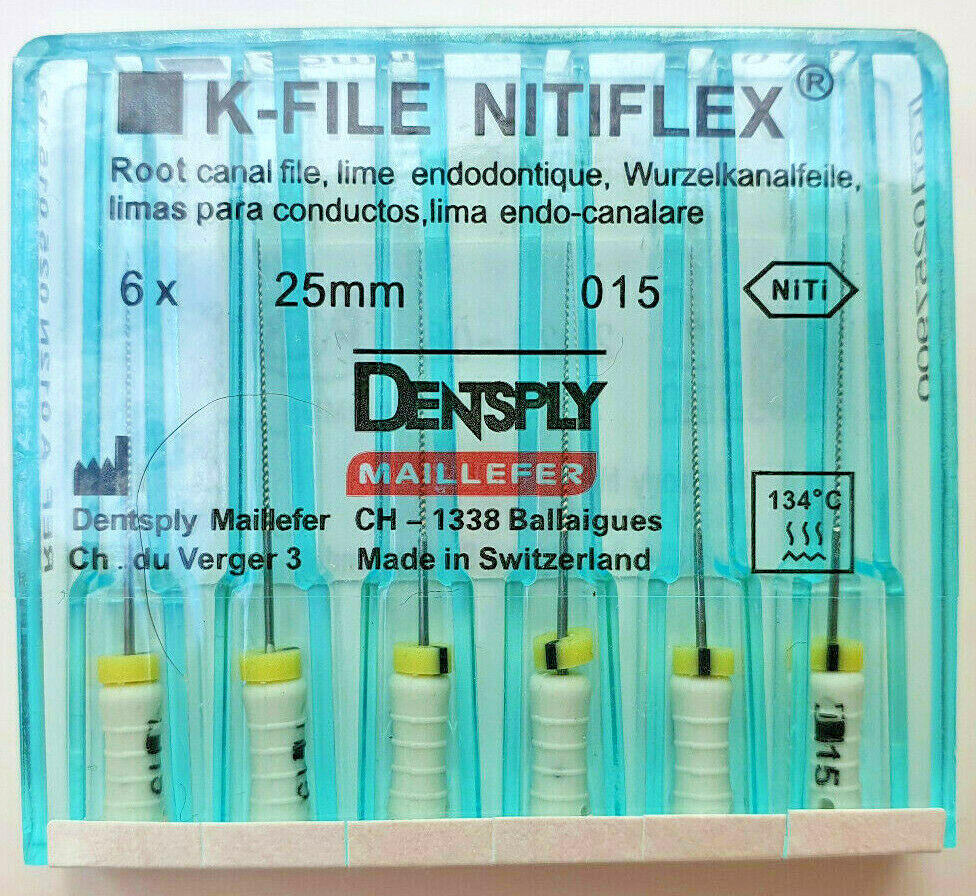 K-FILE NITIFLEX®
Root canal file, lime endodontique, Wurzelkanalfeile,
limas para conductos,lima endo-canalare
6 x 25mm 015 NiTi
DENTSPLY
MAILLEFER
134°C
Dentsply Maillefer CH – 1338 Ballaigues
Ch . du Verger 3 Made in Switzerland
15